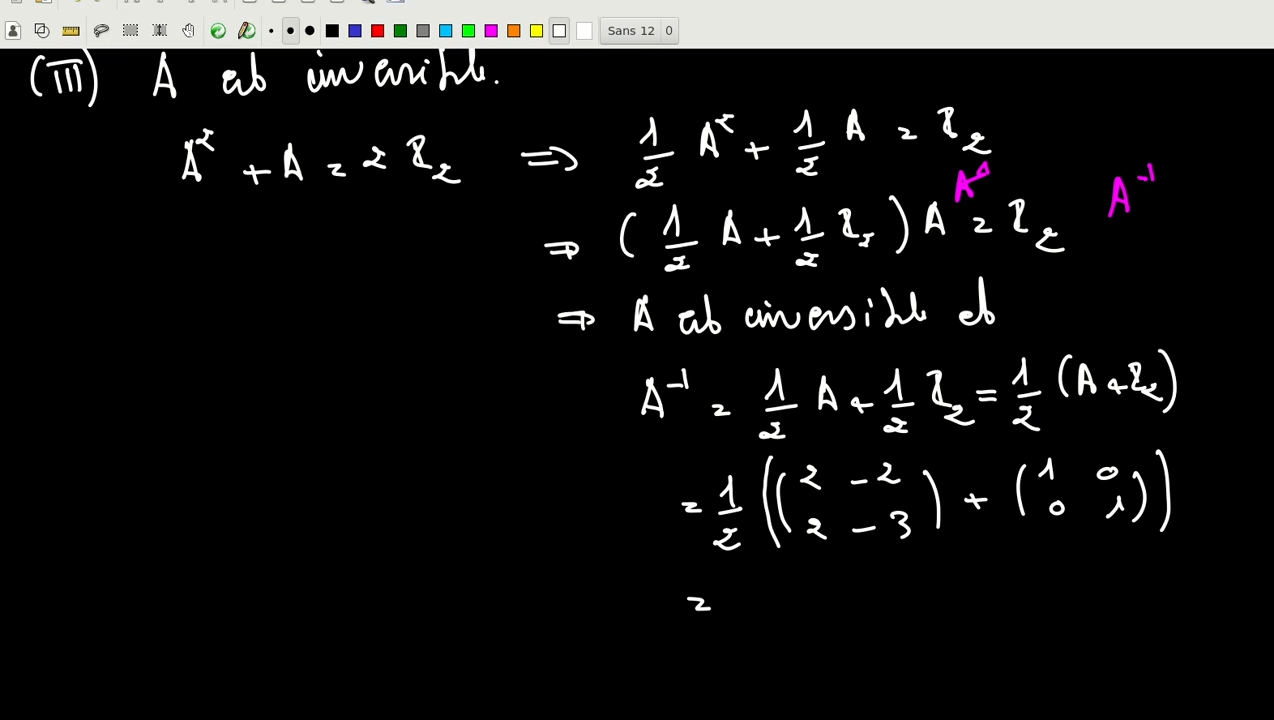 Sans 12 0
(III) A est inversible.
A² + A = 2 I₂ ⟹ 1/2 A² + 1/2 A = I₂
⟹ (1/2 A + 1/2 I₂) A = I₂ A⁻¹
⟹ A est inversible et
A⁻¹ = 1/2 A + 1/2 I₂ = 1/2 (A + I₂)
= 1/2 ((2 -2
2 -3) + (1 0
0 1))
=